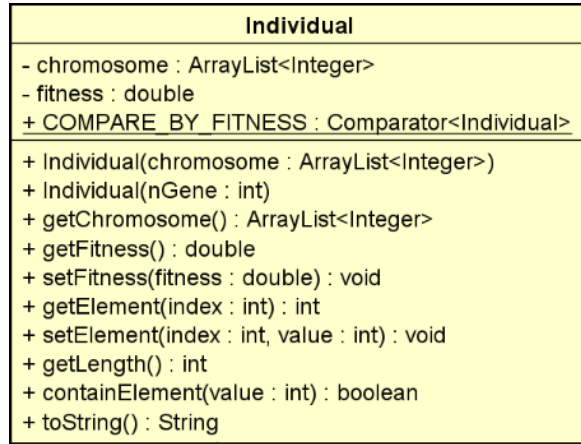 Individual
- chromosome : ArrayList<Integer>
- fitness : double
+ COMPARE_BY_FITNESS : Comparator<Individual>
+ Individual(chromosome : ArrayList<Integer>)
+ Individual(nGene : int)
+ getChromosome() : ArrayList<Integer>
+ getFitness() : double
+ setFitness(fitness : double) : void
+ getElement(index : int) : int
+ setElement(index : int, value : int) : void
+ getLength() : int
+ containElement(value : int) : boolean
+ toString() : String